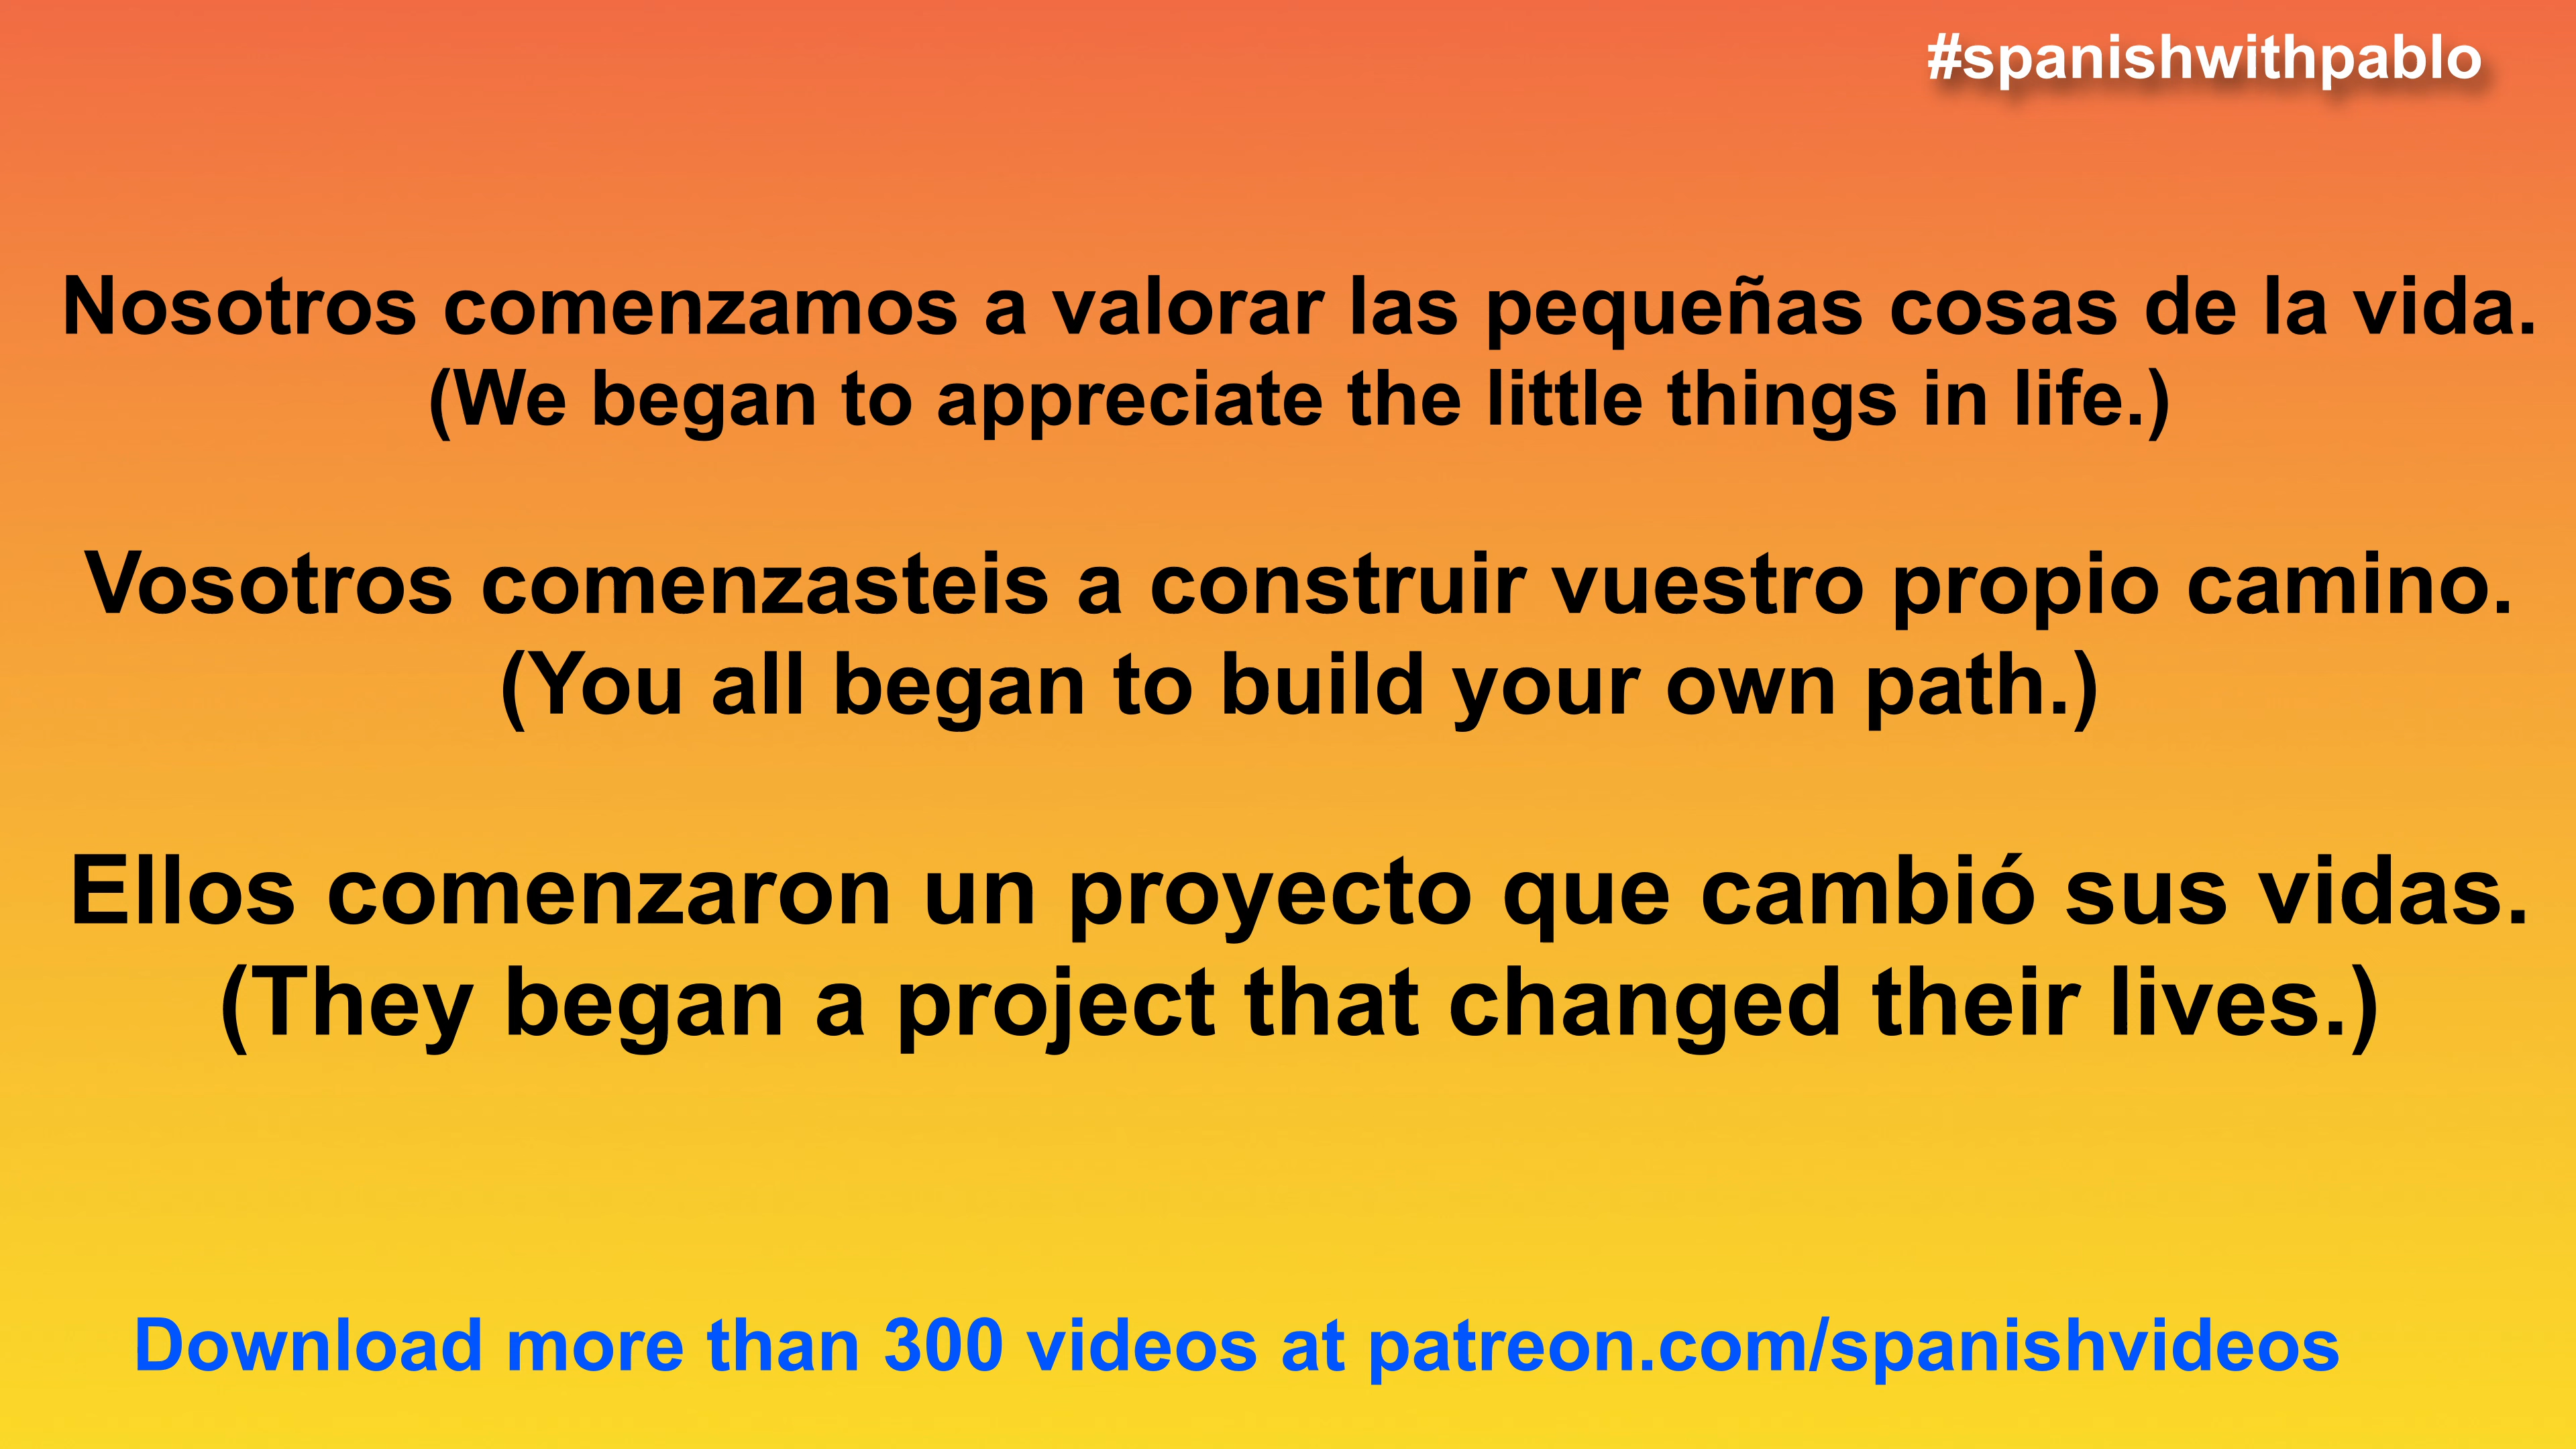 #spanishwithpablo
Nosotros comenzamos a valorar las pequeñas cosas de la vida.
(We began to appreciate the little things in life.)
Vosotros comenzasteis a construir vuestro propio camino.
(You all began to build your own path.)
Ellos comenzaron un proyecto que cambió sus vidas.
(They began a project that changed their lives.)
Download more than 300 videos at patreon.com/spanishvideos